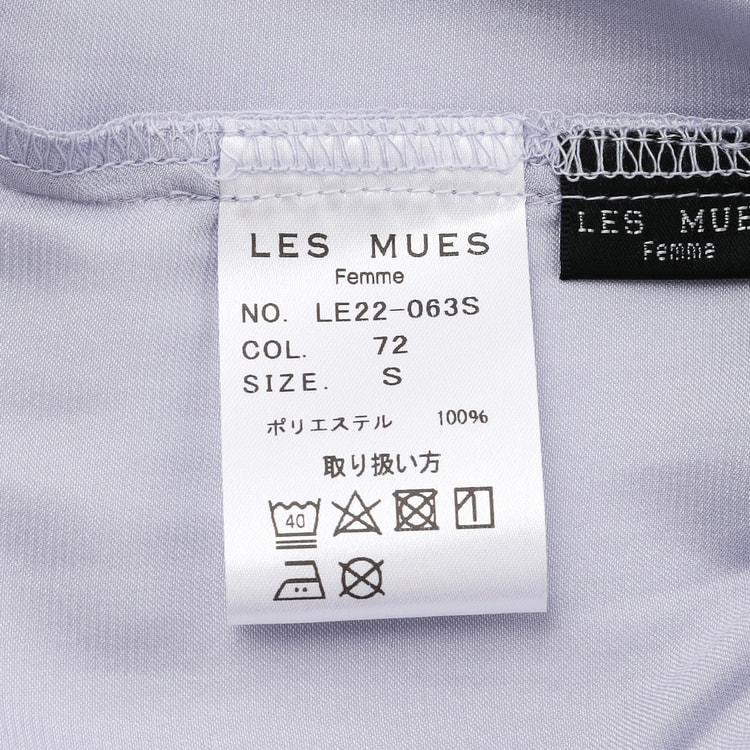 LES MUES
Femme
NO. LE22-063S
COL. 72
SIZE. S
ポリエステル 100%
取り扱い方
40
LES MUE
Femme